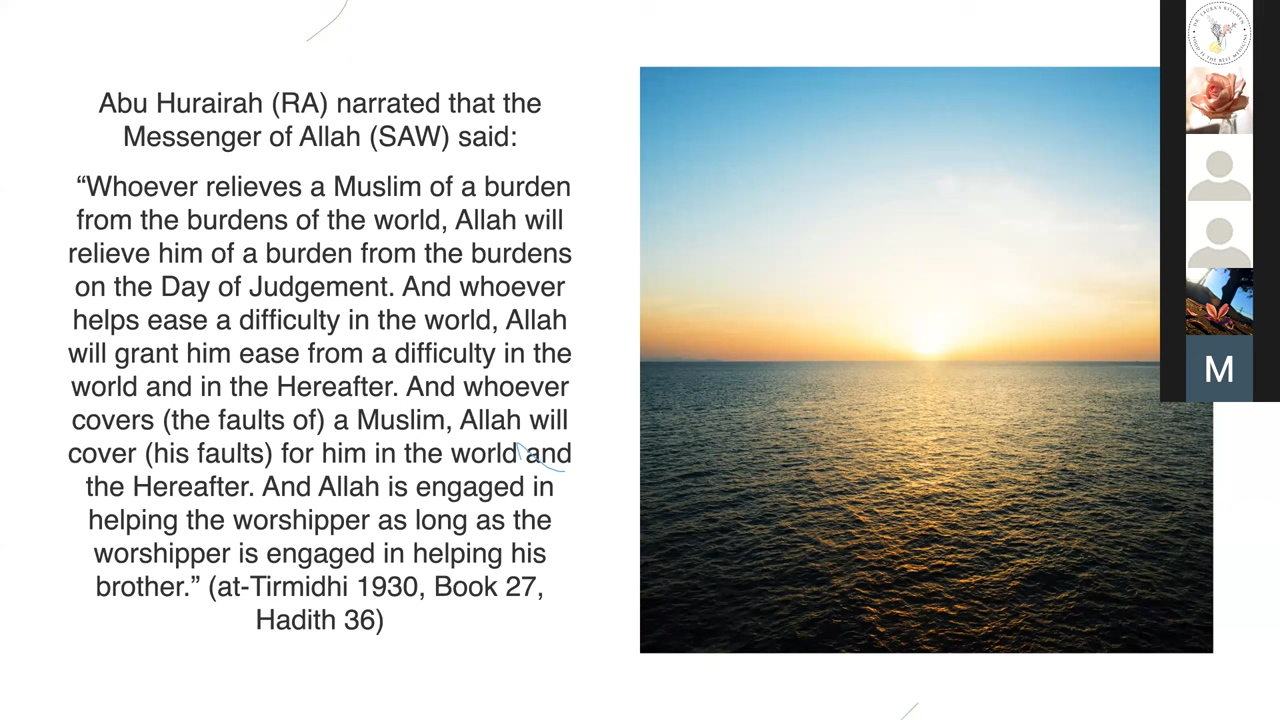 Abu Hurairah (RA) narrated that the
Messenger of Allah (SAW) said:
“Whoever relieves a Muslim of a burden
from the burdens of the world, Allah will
relieve him of a burden from the burdens
on the Day of Judgement. And whoever
helps ease a difficulty in the world, Allah
will grant him ease from a difficulty in the
world and in the Hereafter. And whoever
covers (the faults of) a Muslim, Allah will
cover (his faults) for him in the world and
the Hereafter. And Allah is engaged in
helping the worshipper as long as the
worshipper is engaged in helping his
brother.” (at-Tirmidhi 1930, Book 27,
Hadith 36)
M